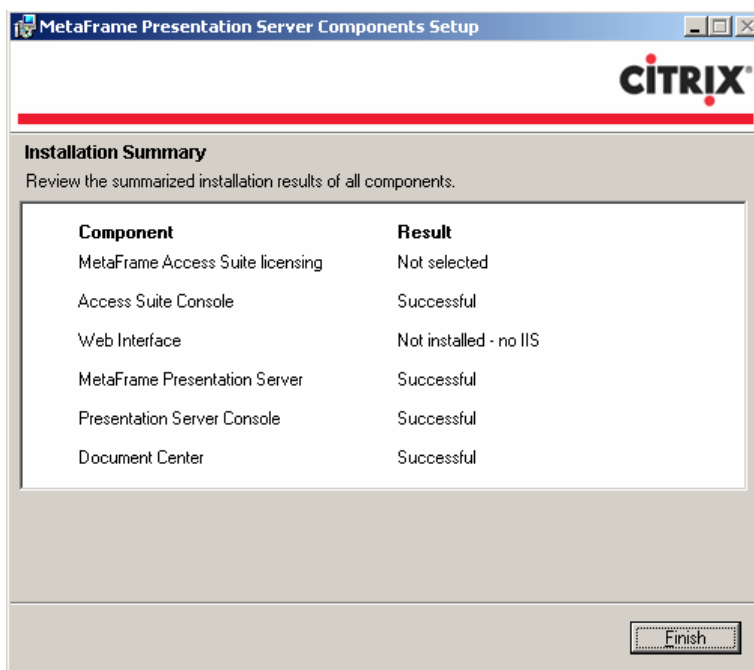 MetaFrame Presentation Server Components Setup
CITRIX
Installation Summary
Review the summarized installation results of all components.
Component Result
MetaFrame Access Suite licensing Not selected
Access Suite Console Successful
Web Interface Not installed - no IIS
MetaFrame Presentation Server Successful
Presentation Server Console Successful
Document Center Successful
Finish